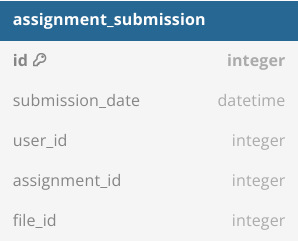 assignment_submission
id integer
submission_date datetime
user_id integer
assignment_id integer
file_id integer